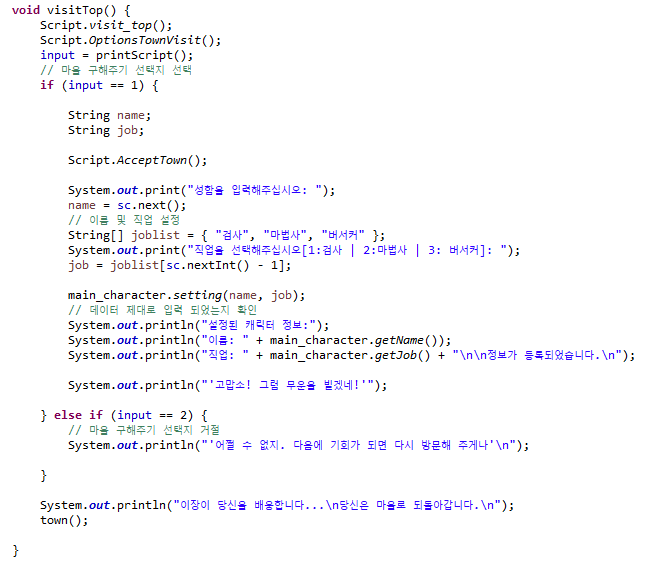 void visitTop() {
Script.visit_top();
Script.OptionsTownVisit();
input = printScript();
// 마을 구해주기 선택지 선택
if (input == 1) {
String name;
String job;
Script.AcceptTown();
System.out.print("성함을 입력해주십시오: ");
name = sc.next();
// 이름 및 직업 설정
String[] joblist = { "검사", "마법사", "버서커" };
System.out.print("직업을 선택해주십시오[1:검사 | 2:마법사 | 3: 버서커]: ");
job = joblist[sc.nextInt() - 1];
main_character.setting(name, job);
// 데이터 제대로 입력 되었는지 확인
System.out.println("설정된 캐릭터 정보:");
System.out.println("이름: " + main_character.getName());
System.out.println("직업: " + main_character.getJob() + "\n\n정보가 등록되었습니다.\n");
System.out.println("'고맙소! 그럼 무운을 빌겠네!'");
} else if (input == 2) {
// 마을 구해주기 선택지 거절
System.out.println("'어쩔 수 없지. 다음에 기회가 되면 다시 방문해 주게나'\n");
}
System.out.println("이장이 당신을 배웅합니다...\n당신은 마을로 되돌아갑니다.\n");
town();
}